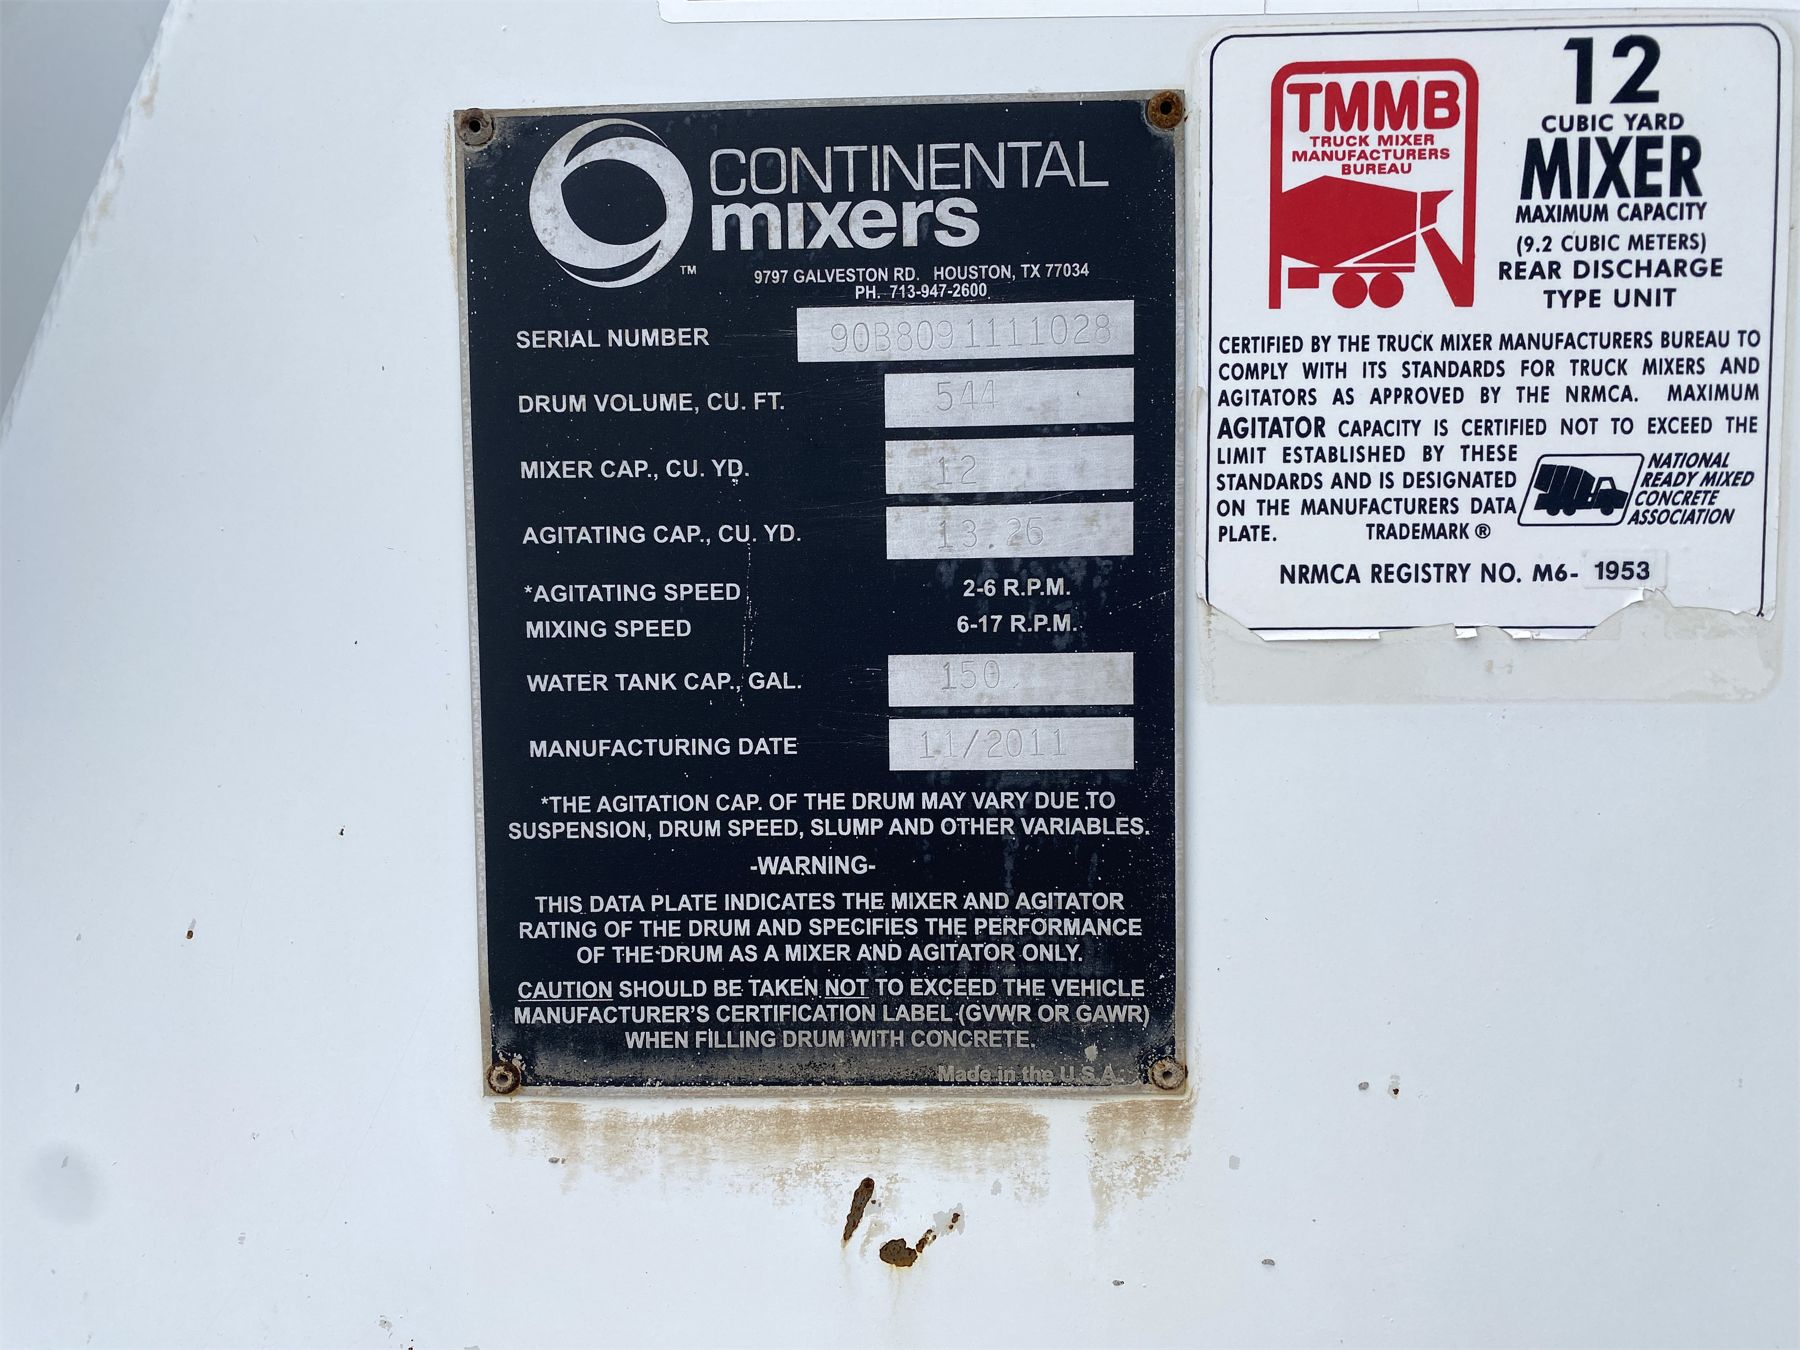 CONTINENTAL
mixers
TM
9797 GALVESTON RD. HOUSTON, TX 77034
PH. 713-947-2600
SERIAL NUMBER 90B8091111028
DRUM VOLUME, CU. FT. 544
MIXER CAP., CU. YD. 12
AGITATING CAP., CU. YD. 13.26
*AGITATING SPEED 2-6 R.P.M.
MIXING SPEED 6-17 R.P.M.
WATER TANK CAP., GAL. 150
MANUFACTURING DATE 11/2011
*THE AGITATION CAP. OF THE DRUM MAY VARY DUE TO
SUSPENSION, DRUM SPEED, SLUMP AND OTHER VARIABLES.
-WARNING-
THIS DATA PLATE INDICATES THE MIXER AND AGITATOR
RATING OF THE DRUM AND SPECIFIES THE PERFORMANCE
OF THE DRUM AS A MIXER AND AGITATOR ONLY.
CAUTION SHOULD BE TAKEN NOT TO EXCEED THE VEHICLE
MANUFACTURER'S CERTIFICATION LABEL (GVWR OR GAWR)
WHEN FILLING DRUM WITH CONCRETE.
Made in the U.S.A.
TMMB
TRUCK MIXER
MANUFACTURERS
BUREAU
12
CUBIC YARD
MIXER
MAXIMUM CAPACITY
(9.2 CUBIC METERS)
REAR DISCHARGE
TYPE UNIT
CERTIFIED BY THE TRUCK MIXER MANUFACTURERS BUREAU TO
COMPLY WITH ITS STANDARDS FOR TRUCK MIXERS AND
AGITATORS AS APPROVED BY THE NRMCA. MAXIMUM
AGITATOR CAPACITY IS CERTIFIED NOT TO EXCEED THE
LIMIT ESTABLISHED BY THESE
STANDARDS AND IS DESIGNATED
ON THE MANUFACTURERS DATA
PLATE. TRADEMARK ®
NATIONAL
READY MIXED
CONCRETE
ASSOCIATION
NRMCA REGISTRY NO. M6- 1953